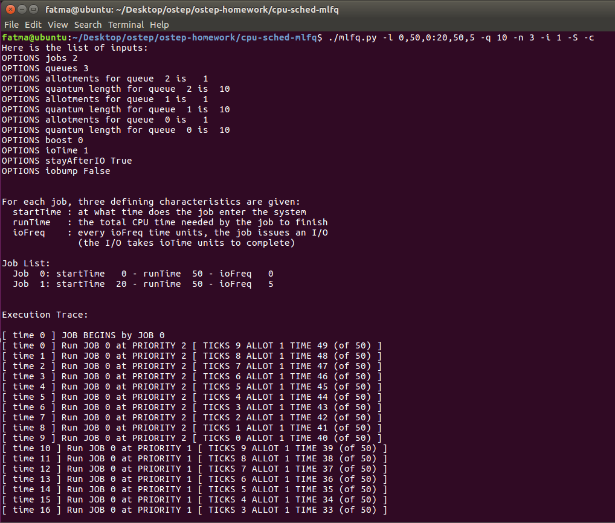 fatma@ubuntu: ~/Desktop/ostep/ostep-homework/cpu-sched-mlfq
File Edit View Search Terminal Help
fatma@ubuntu:~/Desktop/ostep/ostep-homework/cpu-sched-mlfq$ ./mlfq.py -l 0,50,0:20,50,5 -q 10 -n 3 -i 1 -S -c
Here is the list of inputs:
OPTIONS jobs 2
OPTIONS queues 3
OPTIONS allotments for queue  2 is   1
OPTIONS quantum length for queue  2 is  10
OPTIONS allotments for queue  1 is   1
OPTIONS quantum length for queue  1 is  10
OPTIONS allotments for queue  0 is   1
OPTIONS quantum length for queue  0 is  10
OPTIONS boost 0
OPTIONS ioTime 1
OPTIONS stayAfterIO True
OPTIONS iobump False
For each job, three defining characteristics are given:
startTime : at what time does the job enter the system
runTime   : the total CPU time needed by the job to finish
ioFreq    : every ioFreq time units, the job issues an I/O
(the I/O takes ioTime units to complete)
Job List:
Job  0: startTime   0 - runTime  50 - ioFreq   0
Job  1: startTime  20 - runTime  50 - ioFreq   5
Execution Trace:
[ time 0 ] JOB BEGINS by JOB 0
[ time 0 ] Run JOB 0 at PRIORITY 2 [ TICKS 9 ALLOT 1 TIME 49 (of 50) ]
[ time 1 ] Run JOB 0 at PRIORITY 2 [ TICKS 8 ALLOT 1 TIME 48 (of 50) ]
[ time 2 ] Run JOB 0 at PRIORITY 2 [ TICKS 7 ALLOT 1 TIME 47 (of 50) ]
[ time 3 ] Run JOB 0 at PRIORITY 2 [ TICKS 6 ALLOT 1 TIME 46 (of 50) ]
[ time 4 ] Run JOB 0 at PRIORITY 2 [ TICKS 5 ALLOT 1 TIME 45 (of 50) ]
[ time 5 ] Run JOB 0 at PRIORITY 2 [ TICKS 4 ALLOT 1 TIME 44 (of 50) ]
[ time 6 ] Run JOB 0 at PRIORITY 2 [ TICKS 3 ALLOT 1 TIME 43 (of 50) ]
[ time 7 ] Run JOB 0 at PRIORITY 2 [ TICKS 2 ALLOT 1 TIME 42 (of 50) ]
[ time 8 ] Run JOB 0 at PRIORITY 2 [ TICKS 1 ALLOT 1 TIME 41 (of 50) ]
[ time 9 ] Run JOB 0 at PRIORITY 2 [ TICKS 0 ALLOT 1 TIME 40 (of 50) ]
[ time 10 ] Run JOB 0 at PRIORITY 1 [ TICKS 9 ALLOT 1 TIME 39 (of 50) ]
[ time 11 ] Run JOB 0 at PRIORITY 1 [ TICKS 8 ALLOT 1 TIME 38 (of 50) ]
[ time 12 ] Run JOB 0 at PRIORITY 1 [ TICKS 7 ALLOT 1 TIME 37 (of 50) ]
[ time 13 ] Run JOB 0 at PRIORITY 1 [ TICKS 6 ALLOT 1 TIME 36 (of 50) ]
[ time 14 ] Run JOB 0 at PRIORITY 1 [ TICKS 5 ALLOT 1 TIME 35 (of 50) ]
[ time 15 ] Run JOB 0 at PRIORITY 1 [ TICKS 4 ALLOT 1 TIME 34 (of 50) ]
[ time 16 ] Run JOB 0 at PRIORITY 1 [ TICKS 3 ALLOT 1 TIME 33 (of 50) ]